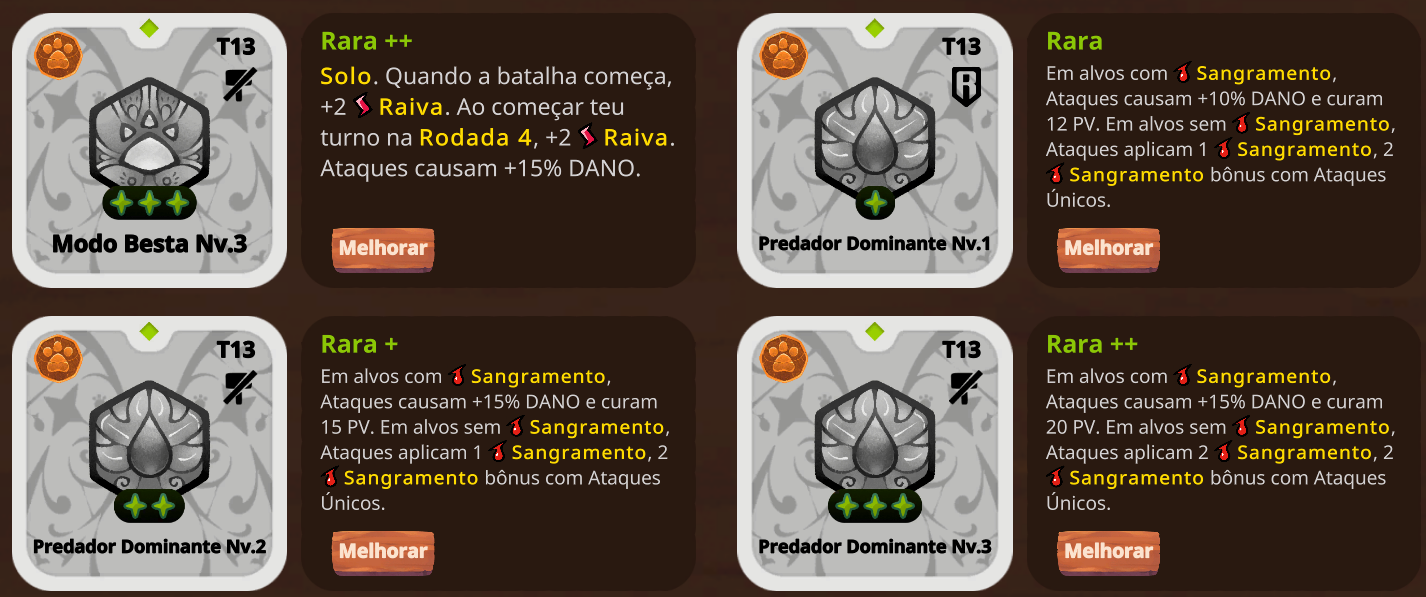 T13
Modo Besta Nv.3
Rara ++
Solo. Quando a batalha começa,
+2 Raiva. Ao começar teu
turno na Rodada 4, +2 Raiva.
Ataques causam +15% DANO.
Melhorar
T13
Predador Dominante Nv.1
Rara
Em alvos com Sangramento,
Ataques causam +10% DANO e curam
12 PV. Em alvos sem Sangramento,
Ataques aplicam 1 Sangramento, 2
Sangramento bônus com Ataques
Únicos.
Melhorar
T13
Predador Dominante Nv.2
Rara +
Em alvos com Sangramento,
Ataques causam +15% DANO e curam
15 PV. Em alvos sem Sangramento,
Ataques aplicam 1 Sangramento, 2
Sangramento bônus com Ataques
Únicos.
Melhorar
T13
Predador Dominante Nv.3
Rara ++
Em alvos com Sangramento,
Ataques causam +15% DANO e curam
20 PV. Em alvos sem Sangramento,
Ataques aplicam 2 Sangramento, 2
Sangramento bônus com Ataques
Únicos.
Melhorar